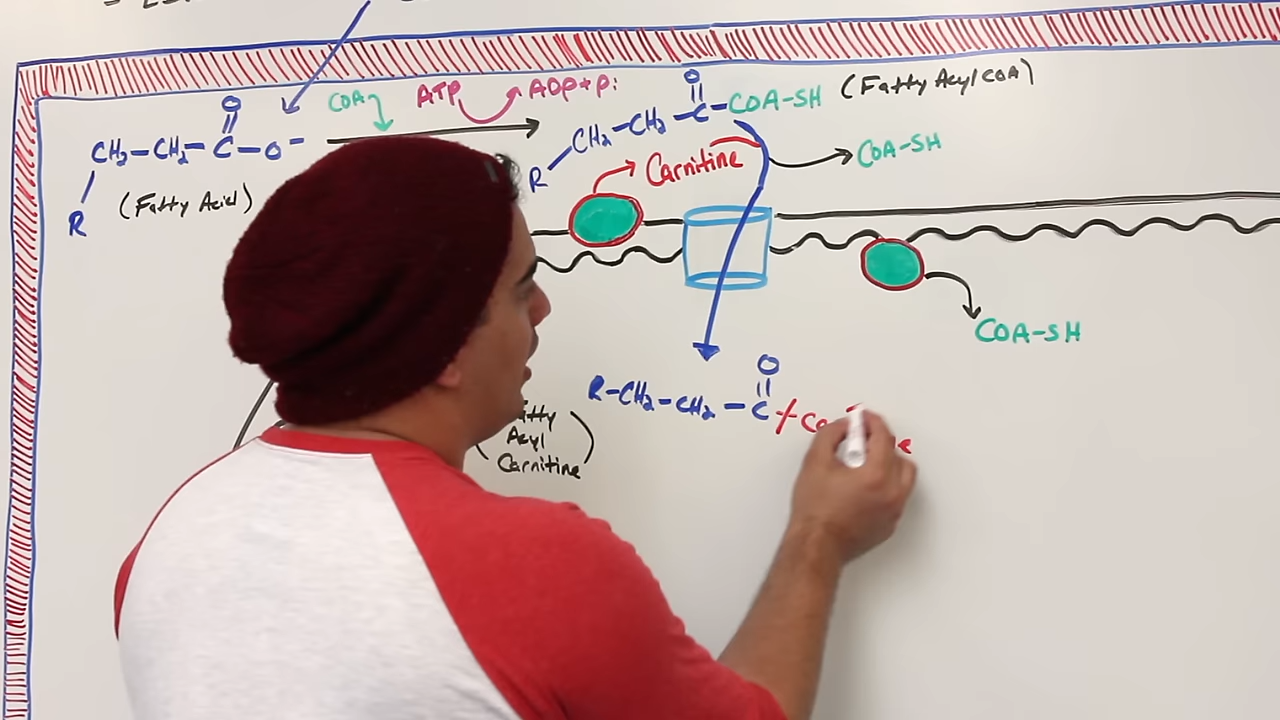 COA
ATP
ADP+Pi
O
||
CH2-CH2-C-O-
R
(Fatty Acid)
O
||
CH2-CH2-C-COA-SH
R
(Fatty Acyl COA)
Carnitine
COA-SH
COA-SH
O
||
R-CH2-CH2-C
Acyl
Carnitine